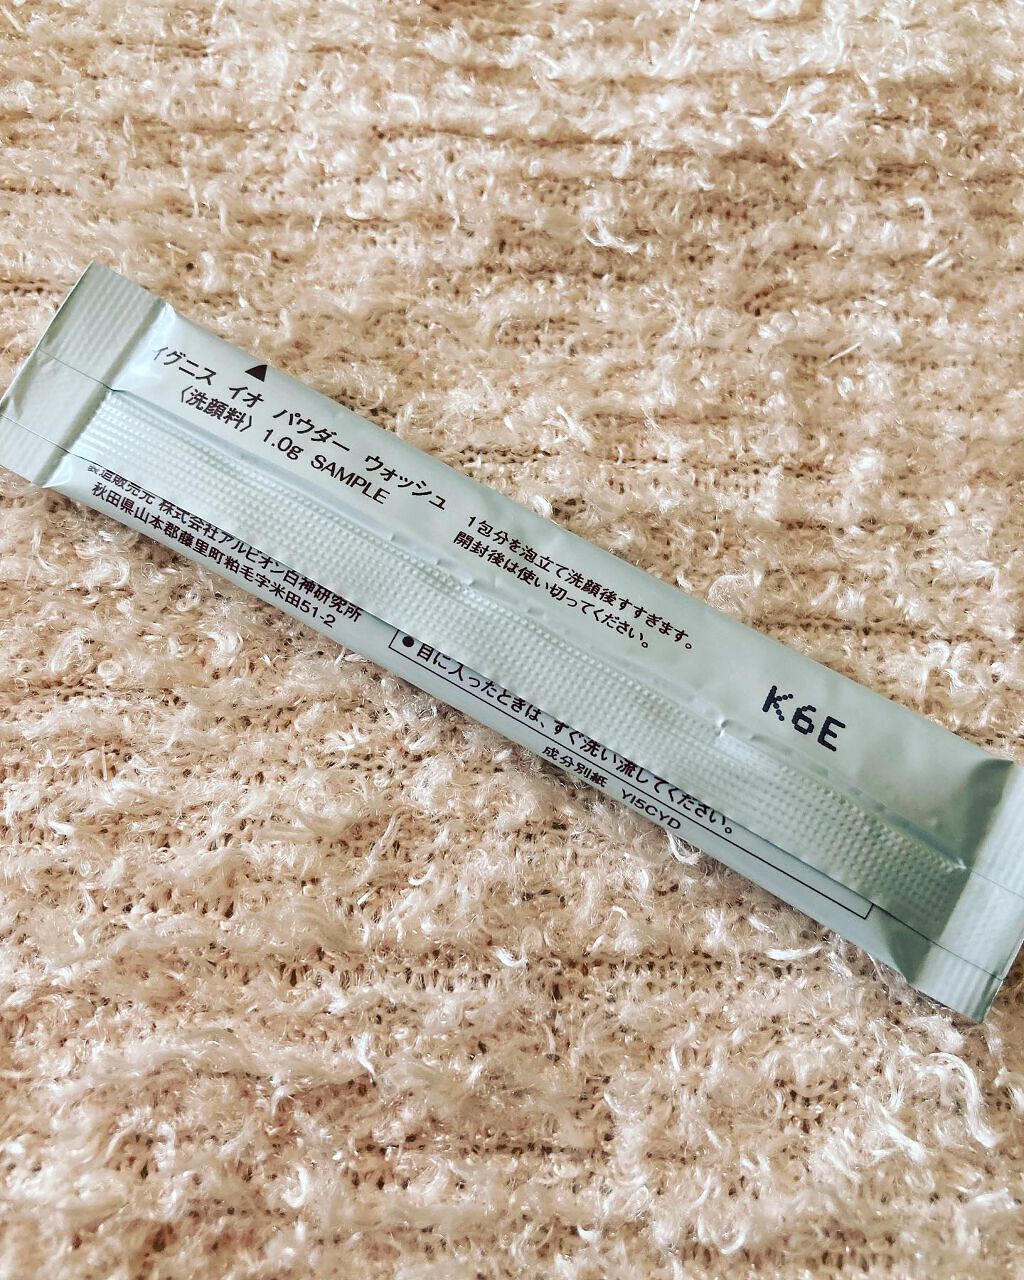 イグニス イオ パウダー ウォッシュ
〈洗顔料〉 1.0g SAMPLE
1包分を泡立て洗顔後すすぎます。
開封後は使い切ってください。
K6E
製造販売元 株式会社アルビオン白神研究所
秋田県山本郡藤里町粕毛字米田51-2
●目に入ったときは、すぐ洗い流してください。
成分別紙 YI5CYD